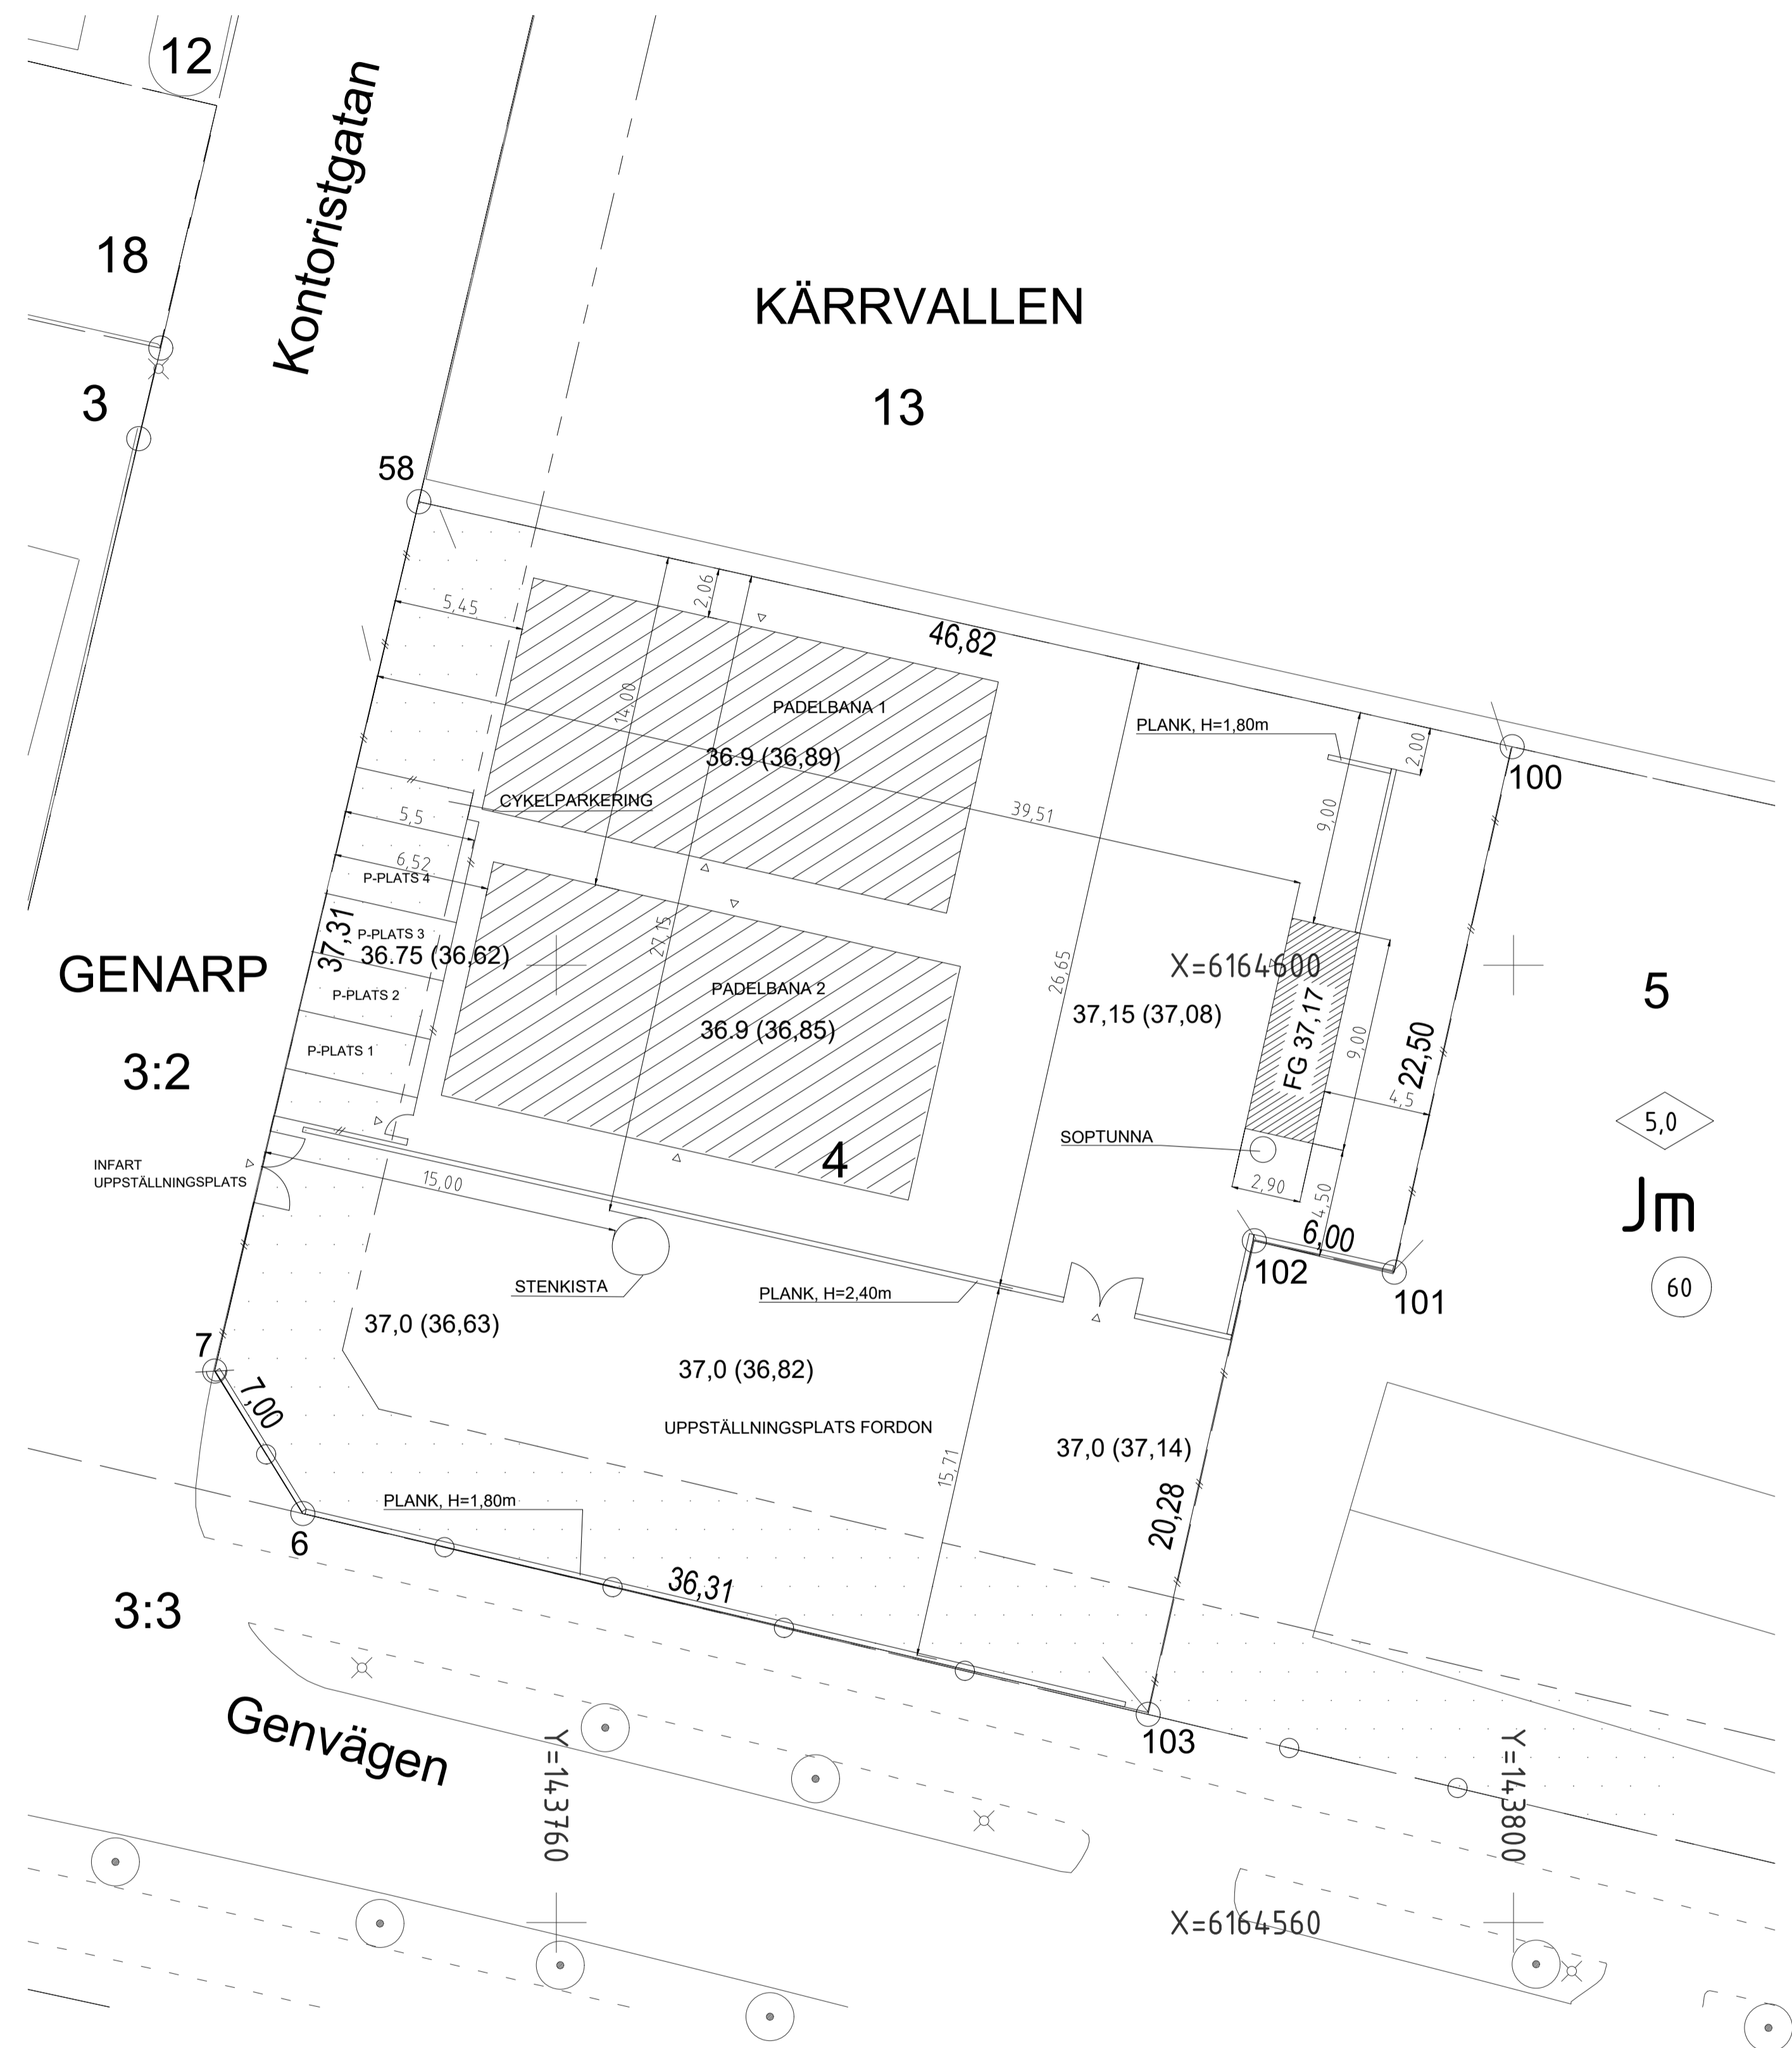 12
Kontoristgatan
18
KÄRRVALLEN
3
13
58
2,06
5,45
46,82
14,00
PADELBANA 1
PLANK, H=1,80m
2,00
36.9 (36,89)
100
CYKELPARKERING
39,51
9,00
5,5
6,52
P-PLATS 4
37,31
P-PLATS 3
36.75 (36,62)
27,15
GENARP
26,65
X=6164600
PADELBANA 2
5
P-PLATS 2
37,15 (37,08)
36.9 (36,85)
FG 37,17
9,00
22,50
P-PLATS 1
3:2
4,5
5,0
SOPTUNNA
4
INFART
UPPSTÄLLNINGSPLATS
15,00
2,90
4,50
Jm
6,00
102
STENKISTA
PLANK, H=2,40m
101
60
37,0 (36,63)
7
37,0 (36,82)
7,00
UPPSTÄLLNINGSPLATS FORDON
37,0 (37,14)
15,71
PLANK, H=1,80m
20,28
6
36,31
3:3
Genvägen
103
Y=143760
Y=143800
X=6164560